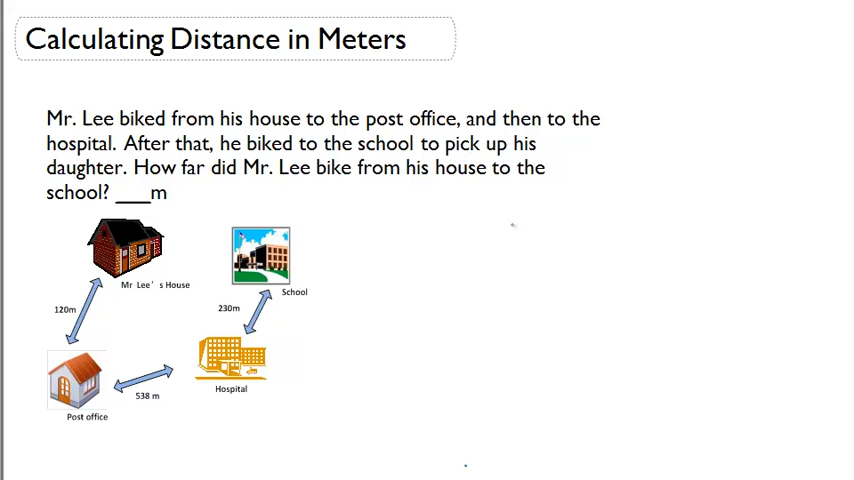 Calculating Distance in Meters
Mr. Lee biked from his house to the post office, and then to the
hospital. After that, he biked to the school to pick up his
daughter. How far did Mr. Lee bike from his house to the
school? ___m
Mr Lee's House
School
120m
230m
Hospital
538 m
Post office